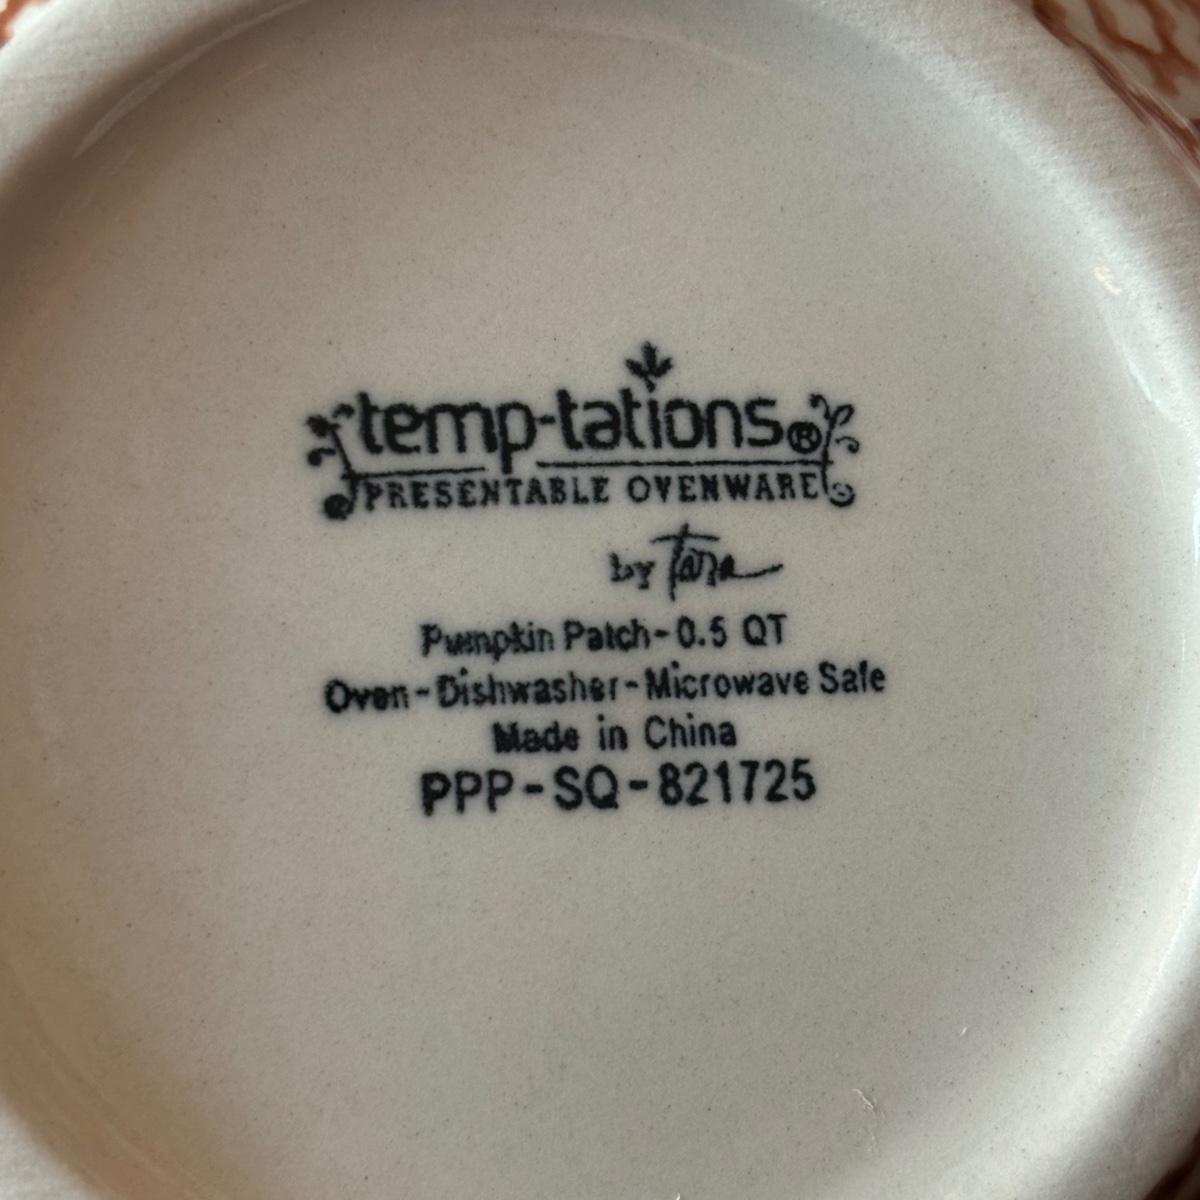 temp-tations®
PRESENTABLE OVENWARE
by Tara
Pumpkin Patch-0.5 QT
Oven-Dishwasher-Microwave Safe
Made in China
PPP-SQ-821725